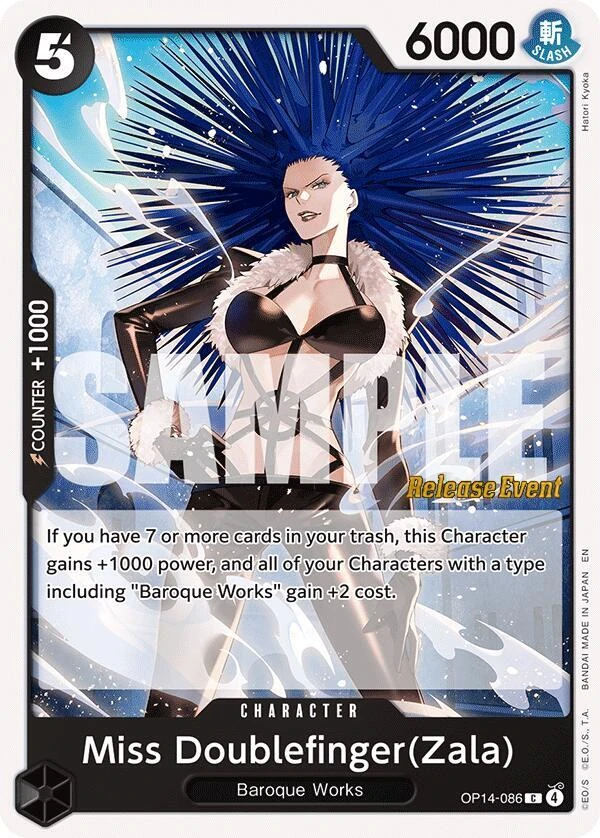 5
6000
斬
SLASH
Hatori Kyoka
COUNTER +1000
SAMPLE
Release Event
If you have 7 or more cards in your trash, this Character
gains +1000 power, and all of your Characters with a type
including "Baroque Works" gain +2 cost.
CHARACTER
Miss Doublefinger(Zala)
Baroque Works
OP14-086 C 4
©EO/S ©E.O./S., T.A. BANDAI MADE IN JAPAN EN